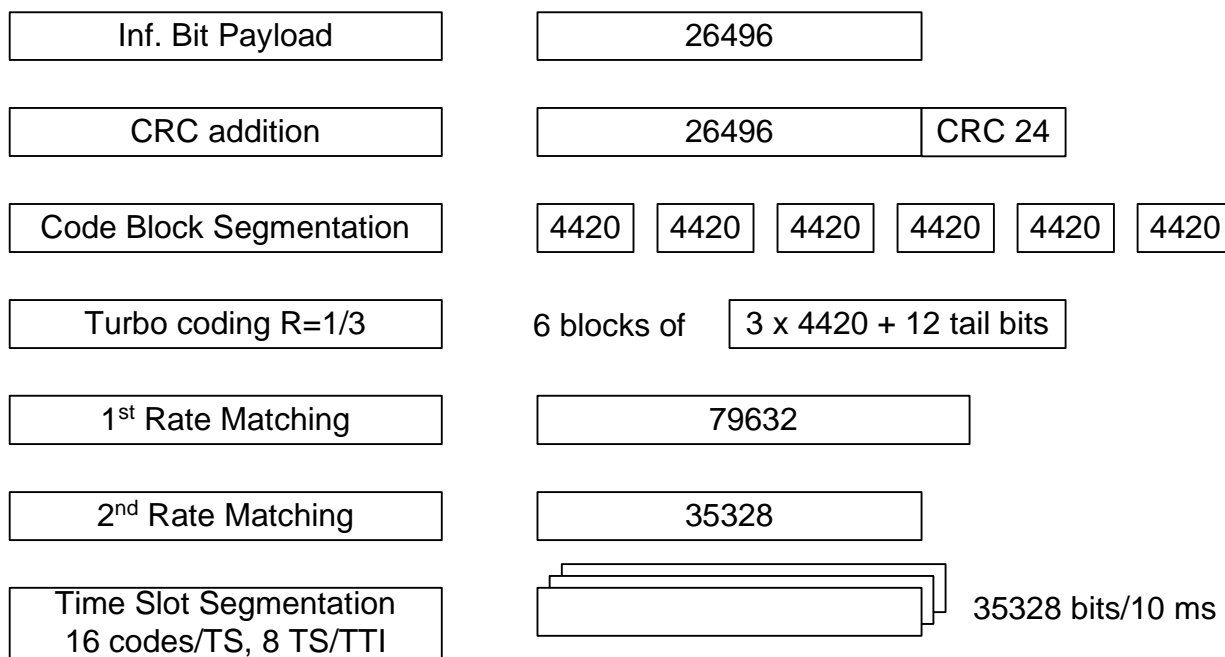 Inf. Bit Payload 26496
CRC addition 26496 CRC 24
Code Block Segmentation 4420 4420 4420 4420 4420 4420
Turbo coding R=1/3 6 blocks of 3 x 4420 + 12 tail bits
1st Rate Matching 79632
2nd Rate Matching 35328
Time Slot Segmentation
16 codes/TS, 8 TS/TTI
35328 bits/10 ms